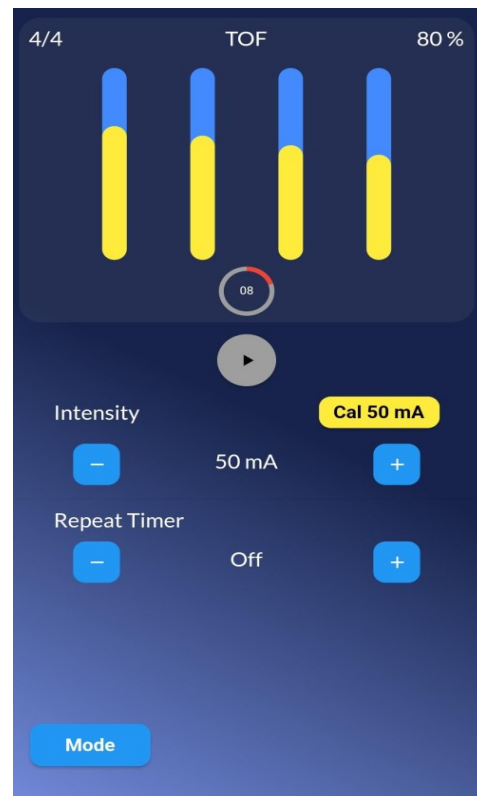 4/4 TOF 80 %
08
Intensity Cal 50 mA
− 50 mA +
Repeat Timer
− Off +
Mode